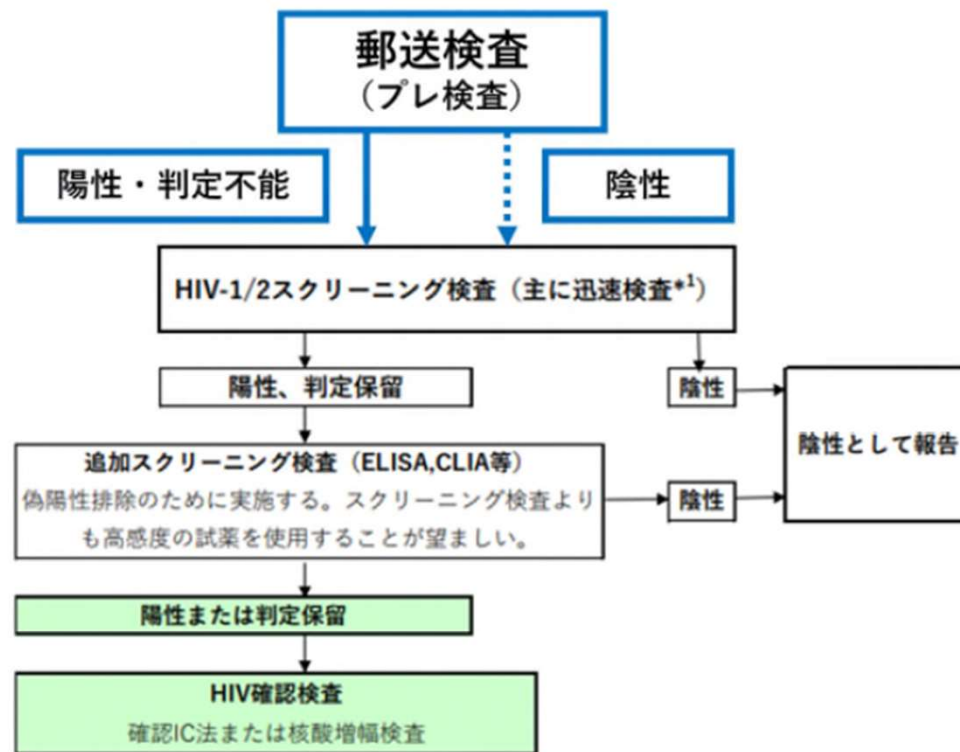 郵送検査
（プレ検査）
陽性・判定不能
陰性
HIV-1/2スクリーニング検査（主に迅速検査*1）
陽性、判定保留
陰性
陰性として報告
追加スクリーニング検査（ELISA,CLIA等）
偽陽性排除のために実施する。スクリーニング検査より
も高感度の試薬を使用することが望ましい。
陰性
陽性または判定保留
HIV確認検査
確認IC法または核酸増幅検査